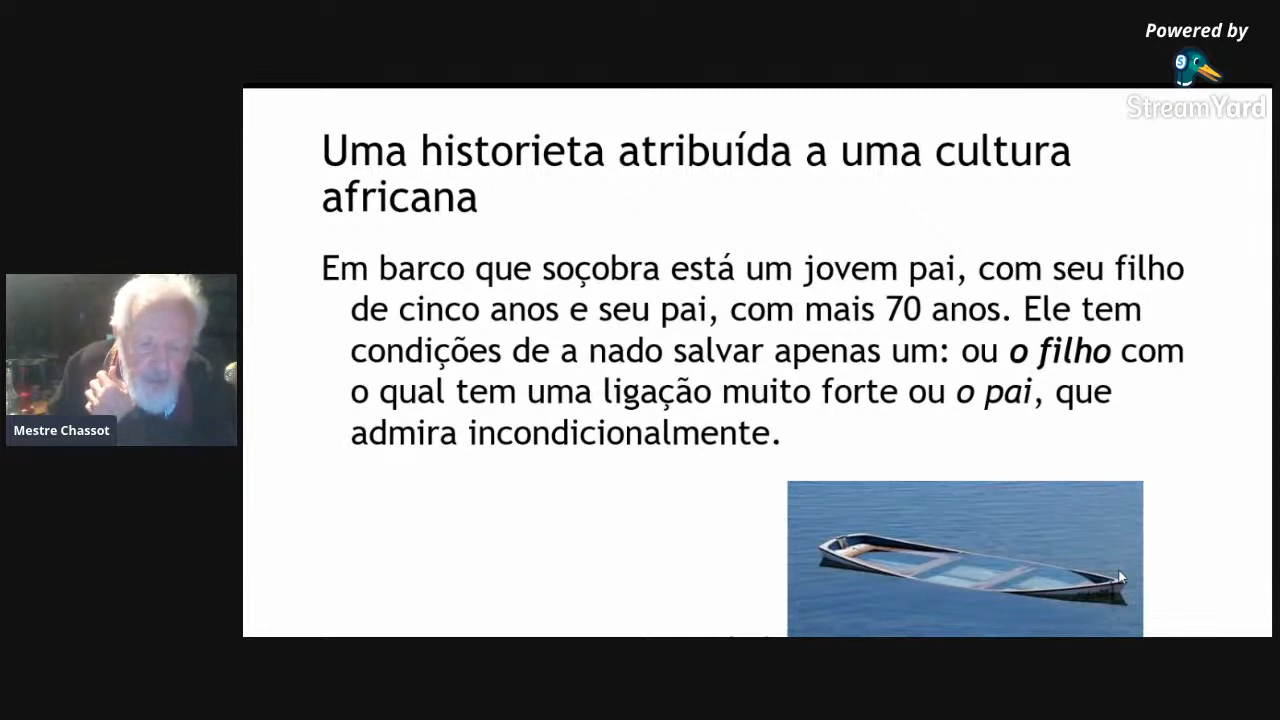 Powered by
StreamYard
Uma historieta atribuída a uma cultura
africana
Em barco que soçobra está um jovem pai, com seu filho
de cinco anos e seu pai, com mais 70 anos. Ele tem
condições de a nado salvar apenas um: ou o filho com
o qual tem uma ligação muito forte ou o pai, que
admira incondicionalmente.
Mestre Chassot